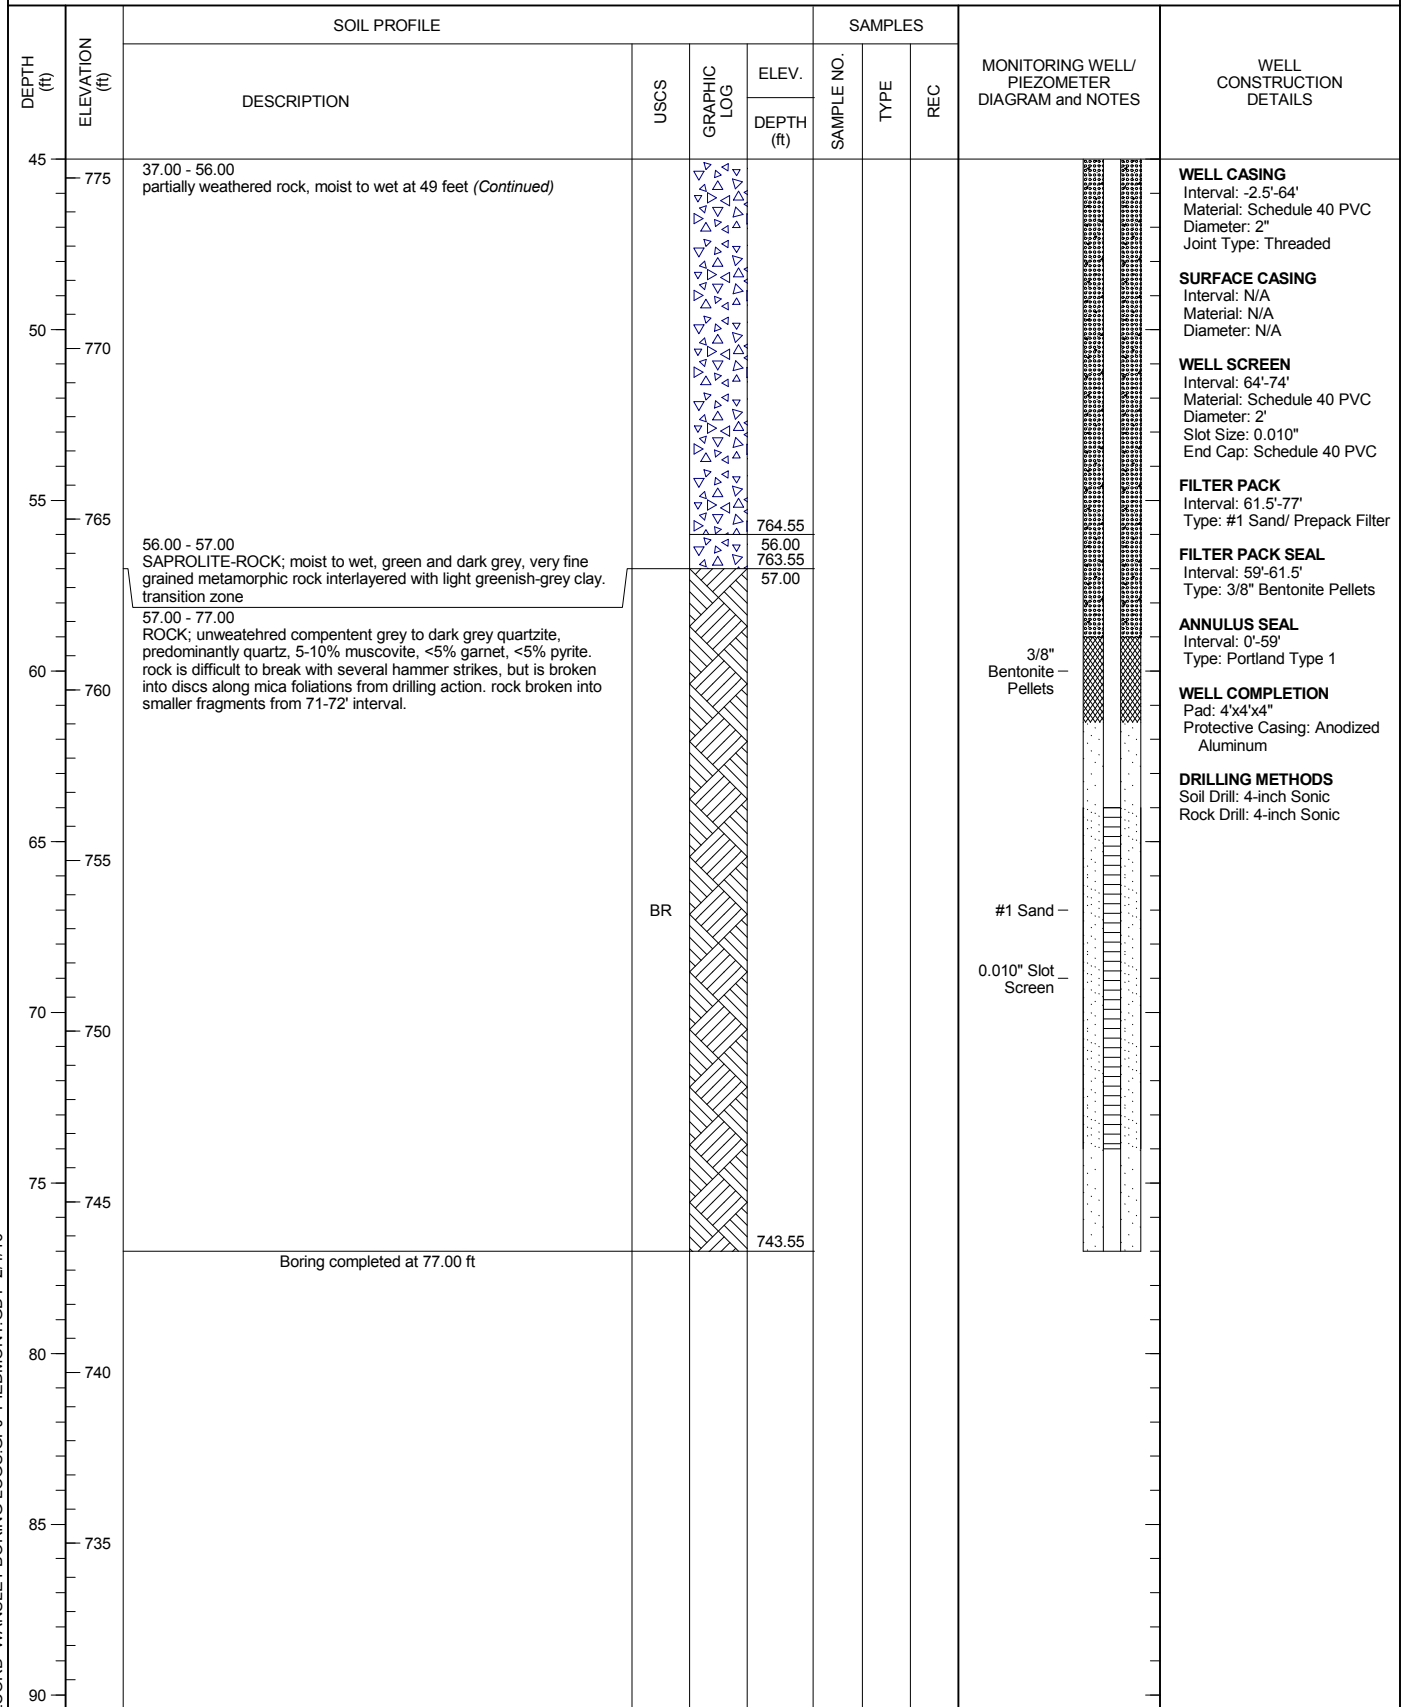 SOIL PROFILE
SAMPLES
DEPTH
(ft)
ELEVATION
(ft)
DESCRIPTION
USCS
GRAPHIC
LOG
ELEV.
DEPTH
(ft)
SAMPLE NO.
TYPE
REC
MONITORING WELL/
PIEZOMETER
DIAGRAM and NOTES
WELL
CONSTRUCTION
DETAILS
45
50
55
60
65
70
75
80
85
90
775
770
765
760
755
750
745
740
735
37.00 - 56.00
partially weathered rock, moist to wet at 49 feet (Continued)
56.00 - 57.00
SAPROLITE-ROCK; moist to wet, green and dark grey, very fine
grained metamorphic rock interlayered with light greenish-grey clay.
transition zone
57.00 - 77.00
ROCK; unweatehred compentent grey to dark grey quartzite,
predominantly quartz, 5-10% muscovite, <5% garnet, <5% pyrite.
rock is difficult to break with several hammer strikes, but is broken
into discs along mica foliations from drilling action. rock broken into
smaller fragments from 71-72' interval.
Boring completed at 77.00 ft
BR
764.55
56.00
763.55
57.00
743.55
3/8"
Bentonite
Pellets
#1 Sand
0.010" Slot
Screen
WELL CASING
Interval: -2.5'-64'
Material: Schedule 40 PVC
Diameter: 2"
Joint Type: Threaded
SURFACE CASING
Interval: N/A
Material: N/A
Diameter: N/A
WELL SCREEN
Interval: 64'-74'
Material: Schedule 40 PVC
Diameter: 2'
Slot Size: 0.010"
End Cap: Schedule 40 PVC
FILTER PACK
Interval: 61.5'-77'
Type: #1 Sand/ Prepack Filter
FILTER PACK SEAL
Interval: 59'-61.5'
Type: 3/8" Bentonite Pellets
ANNULUS SEAL
Interval: 0'-59'
Type: Portland Type 1
WELL COMPLETION
Pad: 4'x4'x4"
Protective Casing: Anodized
Aluminum
DRILLING METHODS
Soil Drill: 4-inch Sonic
Rock Drill: 4-inch Sonic